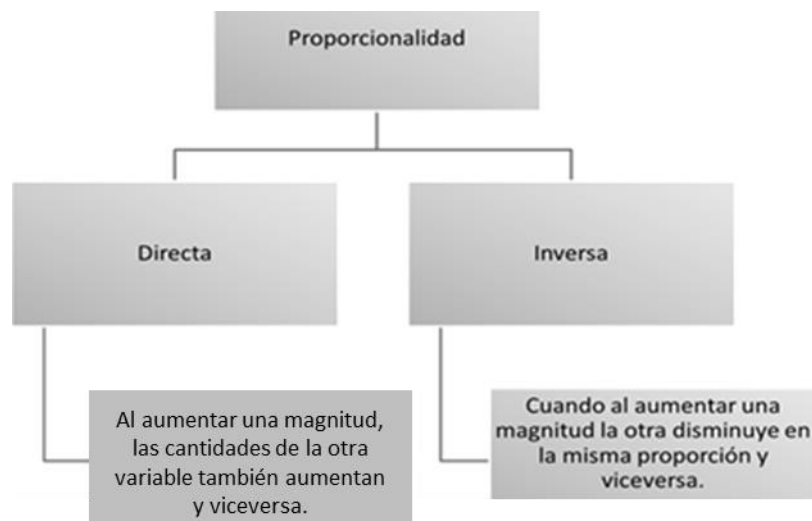 Proporcionalidad
Directa
Inversa
Al aumentar una magnitud,
las cantidades de la otra
variable también aumentan
y viceversa.
Cuando al aumentar una
magnitud la otra disminuye en
la misma proporción y
viceversa.